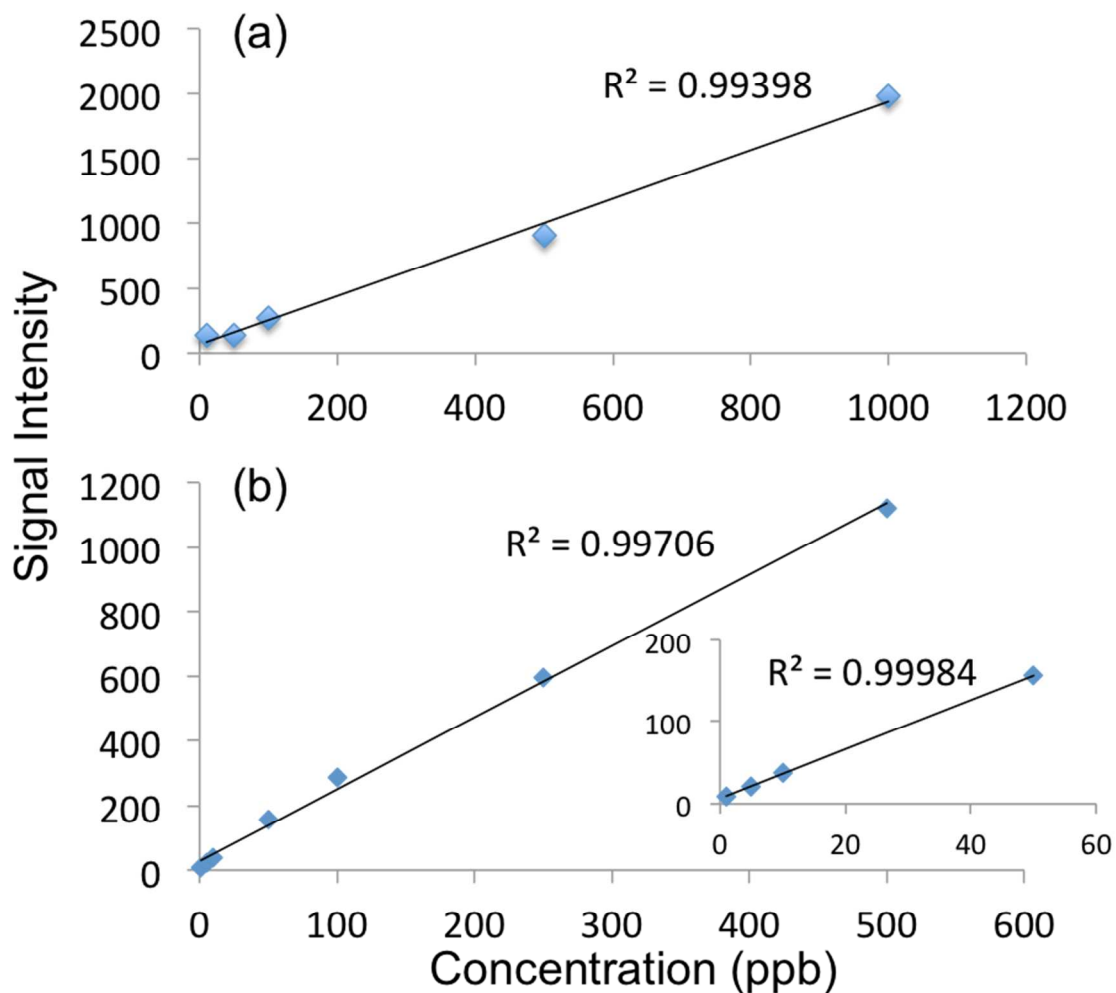 (a)
R² = 0.99398
2500
2000
1500
1000
500
0
0 200 400 600 800 1000 1200
Signal Intensity
(b)
R² = 0.99706
1200
1000
800
600
400
200
0
R² = 0.99984
200
100
0
0 20 40 60
0 100 200 300 400 500 600
Concentration (ppb)